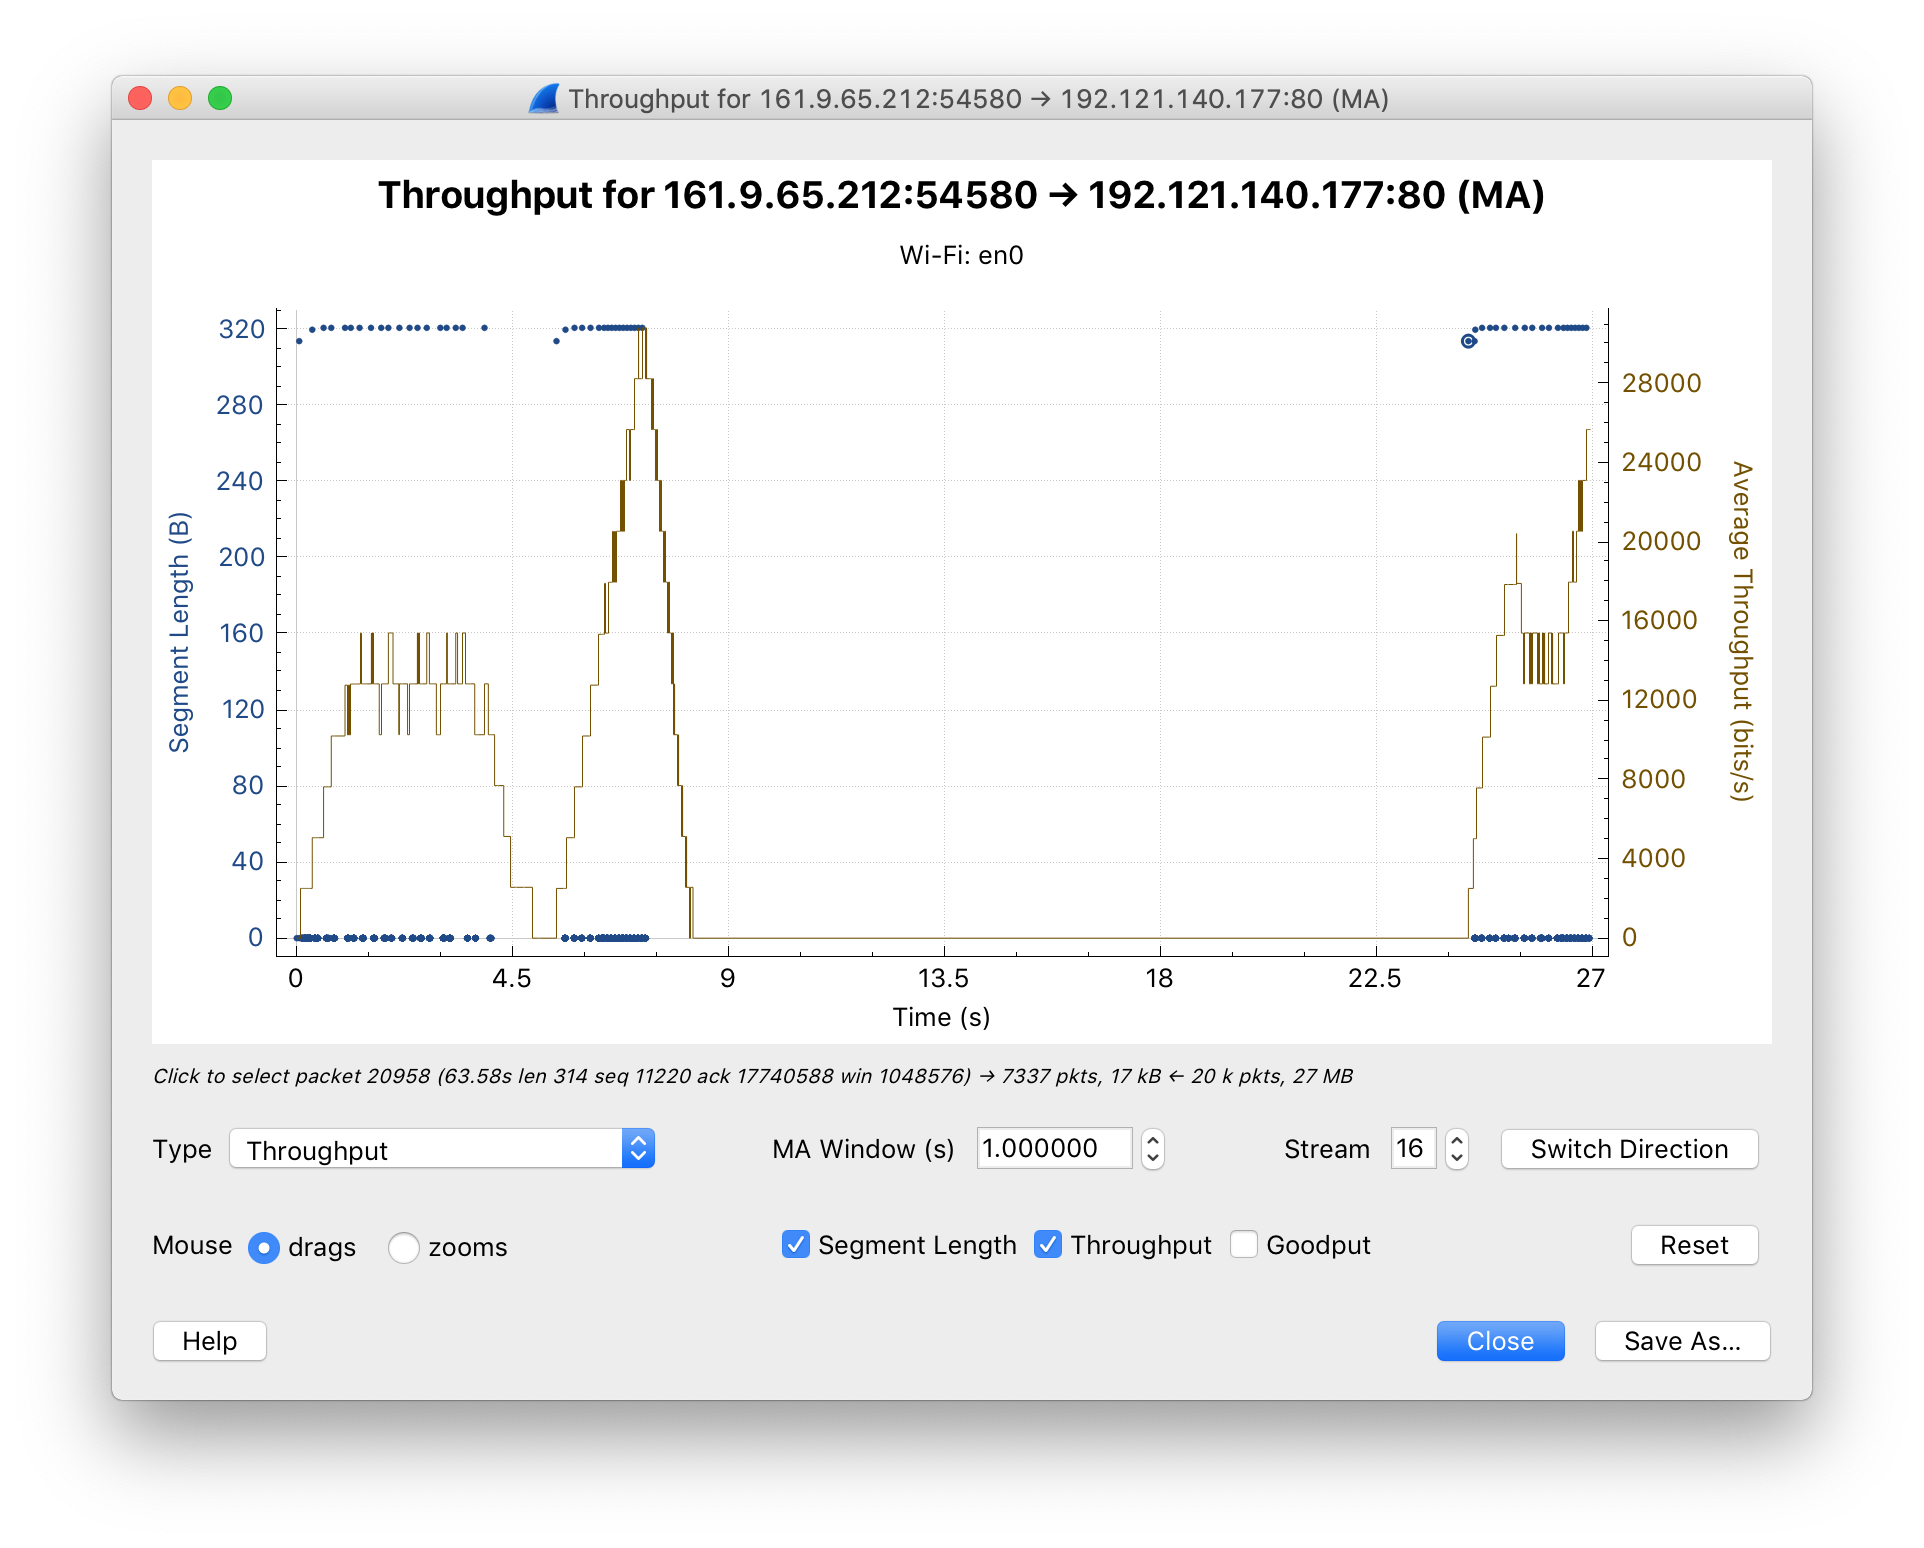 Throughput for 161.9.65.212:54580 → 192.121.140.177:80 (MA)
Throughput for 161.9.65.212:54580 → 192.121.140.177:80 (MA)
Wi-Fi: en0
Segment Length (B)
320
280
240
200
160
120
80
40
0
28000
24000
20000
16000
12000
8000
4000
0
Average Throughput (bits/s)
0 4.5 9 13.5 18 22.5 27
Time (s)
Click to select packet 20958 (63.58s len 314 seq 11220 ack 17740588 win 1048576) → 7337 pkts, 17 kB ← 20 k pkts, 27 MB
Type Throughput MA Window (s) 1.000000 Stream 16 Switch Direction
Mouse drags zooms Segment Length Throughput Goodput Reset
Help Close Save As...